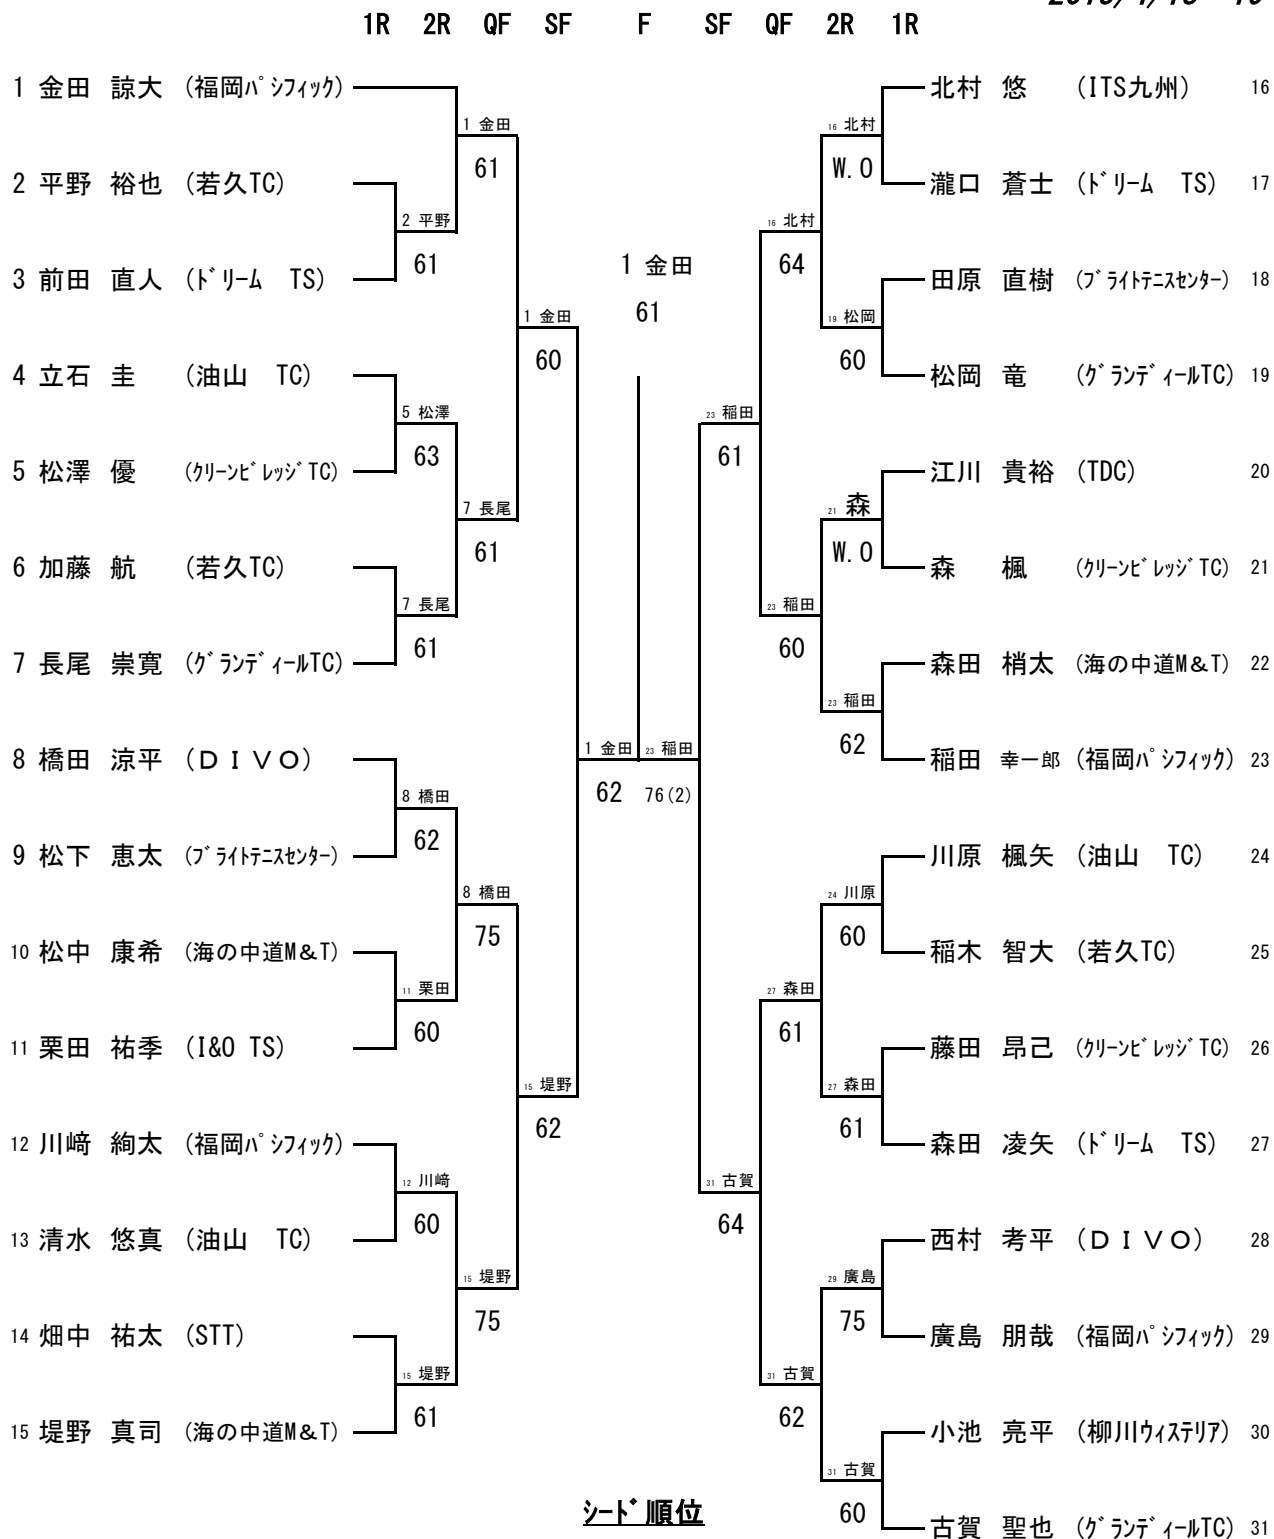 1R 2R QF SF F SF QF 2R 1R
1 金田 諒大 (福岡ﾊﾟｼﾌｨｯｸ)
北村 悠 (ITS九州) 16
1 金田
16 北村
61
W.O
2 平野 裕也 (若久TC)
瀧口 蒼士 (ﾄﾞﾘｰﾑ TS) 17
2 平野
16 北村
61
1 金田
64
3 前田 直人 (ﾄﾞﾘｰﾑ TS)
田原 直樹 (ﾌﾞﾗｲﾄﾃﾆｽｾﾝﾀｰ) 18
1 金田
61
19 松岡
60
60
4 立石 圭 (油山 TC)
松岡 竜 (ｸﾞﾗﾝﾃﾞｨｰﾙTC) 19
5 松澤
23 稲田
63
61
5 松澤 優 (ｸﾘｰﾝﾋﾞﾚｯｼﾞTC)
江川 貴裕 (TDC) 20
7 長尾
21 森
61
W.O
6 加藤 航 (若久TC)
森 楓 (ｸﾘｰﾝﾋﾞﾚｯｼﾞTC) 21
7 長尾
23 稲田
61
60
7 長尾 崇寛 (ｸﾞﾗﾝﾃﾞｨｰﾙTC)
森田 梢太 (海の中道M&T) 22
23 稲田
1 金田 23 稲田
62
8 橋田 涼平 (ＤＩＶＯ)
稲田 幸一郎 (福岡ﾊﾟｼﾌｨｯｸ) 23
8 橋田
62 76(2)
62
9 松下 恵太 (ﾌﾞﾗｲﾄﾃﾆｽｾﾝﾀｰ)
川原 楓矢 (油山 TC) 24
8 橋田
24 川原
75
60
10 松中 康希 (海の中道M&T)
稲木 智大 (若久TC) 25
11 栗田
27 森田
60
61
11 栗田 祐季 (I&O TS)
藤田 昂己 (ｸﾘｰﾝﾋﾞﾚｯｼﾞTC) 26
15 堤野
27 森田
62
61
12 川﨑 絢太 (福岡ﾊﾟｼﾌｨｯｸ)
森田 凌矢 (ﾄﾞﾘｰﾑ TS) 27
12 川﨑
31 古賀
60
64
13 清水 悠真 (油山 TC)
西村 考平 (ＤＩＶＯ) 28
15 堤野
29 廣島
75
75
14 畑中 祐太 (STT)
廣島 朋哉 (福岡ﾊﾟｼﾌｨｯｸ) 29
15 堤野
31 古賀
61
62
15 堤野 真司 (海の中道M&T)
小池 亮平 (柳川ｳｨｽﾃﾘｱ) 30
31 古賀
60
ｼｰﾄﾞ順位
古賀 聖也 (ｸﾞﾗﾝﾃﾞｨｰﾙTC) 31